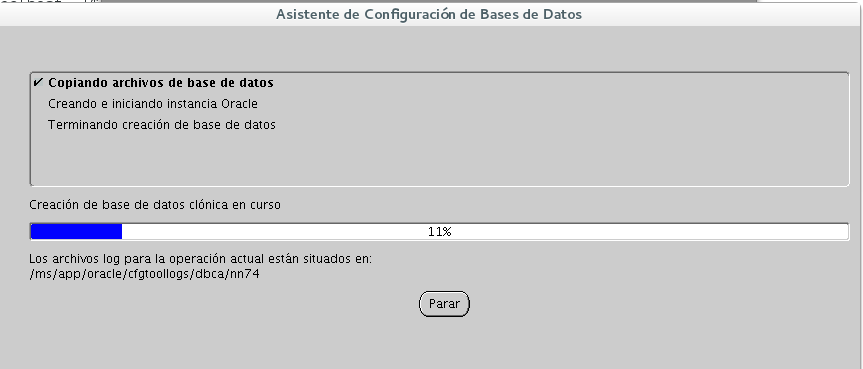 Asistente de Configuración de Bases de Datos
✔ Copiando archivos de base de datos
Creando e iniciando instancia Oracle
Terminando creación de base de datos
Creación de base de datos clónica en curso
11%
Los archivos log para la operación actual están situados en:
/ms/app/oracle/cfgtoollogs/dbca/nn74
Parar